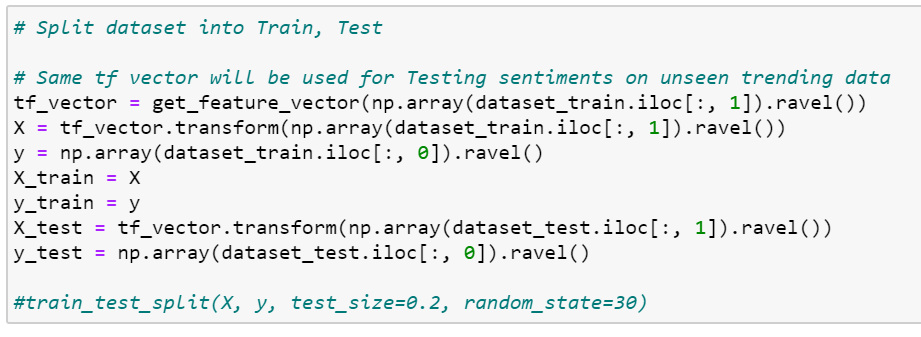 # Split dataset into Train, Test
# Same tf vector will be used for Testing sentiments on unseen trending data
tf_vector = get_feature_vector(np.array(dataset_train.iloc[:, 1]).ravel())
X = tf_vector.transform(np.array(dataset_train.iloc[:, 1]).ravel())
y = np.array(dataset_train.iloc[:, 0]).ravel()
X_train = X
y_train = y
X_test = tf_vector.transform(np.array(dataset_test.iloc[:, 1]).ravel())
y_test = np.array(dataset_test.iloc[:, 0]).ravel()
#train_test_split(X, y, test_size=0.2, random_state=30)